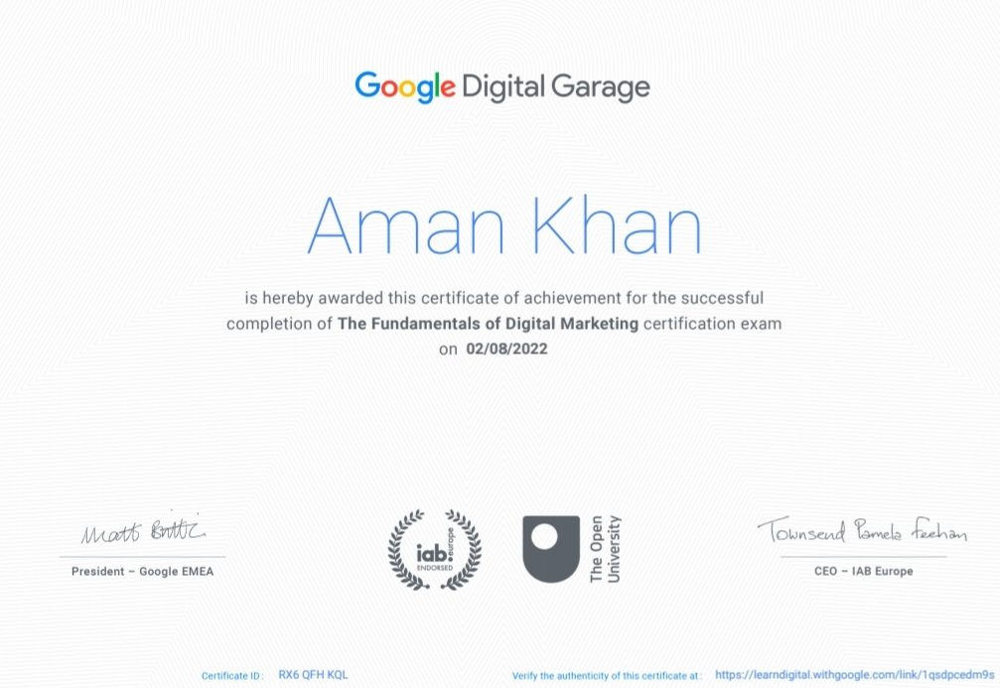 Google Digital Garage
Aman Khan
is hereby awarded this certificate of achievement for the successful
completion of The Fundamentals of Digital Marketing certification exam
on 02/08/2022
Matt Brittin
President – Google EMEA
iab europe
ENDORSED
The Open
University
Townsend Pamela Feehan
CEO – IAB Europe
Certificate ID : RX6 QFH KQL
Verify the authenticity of this certificate at : https://learndigital.withgoogle.com/link/1qsdpcedm9s